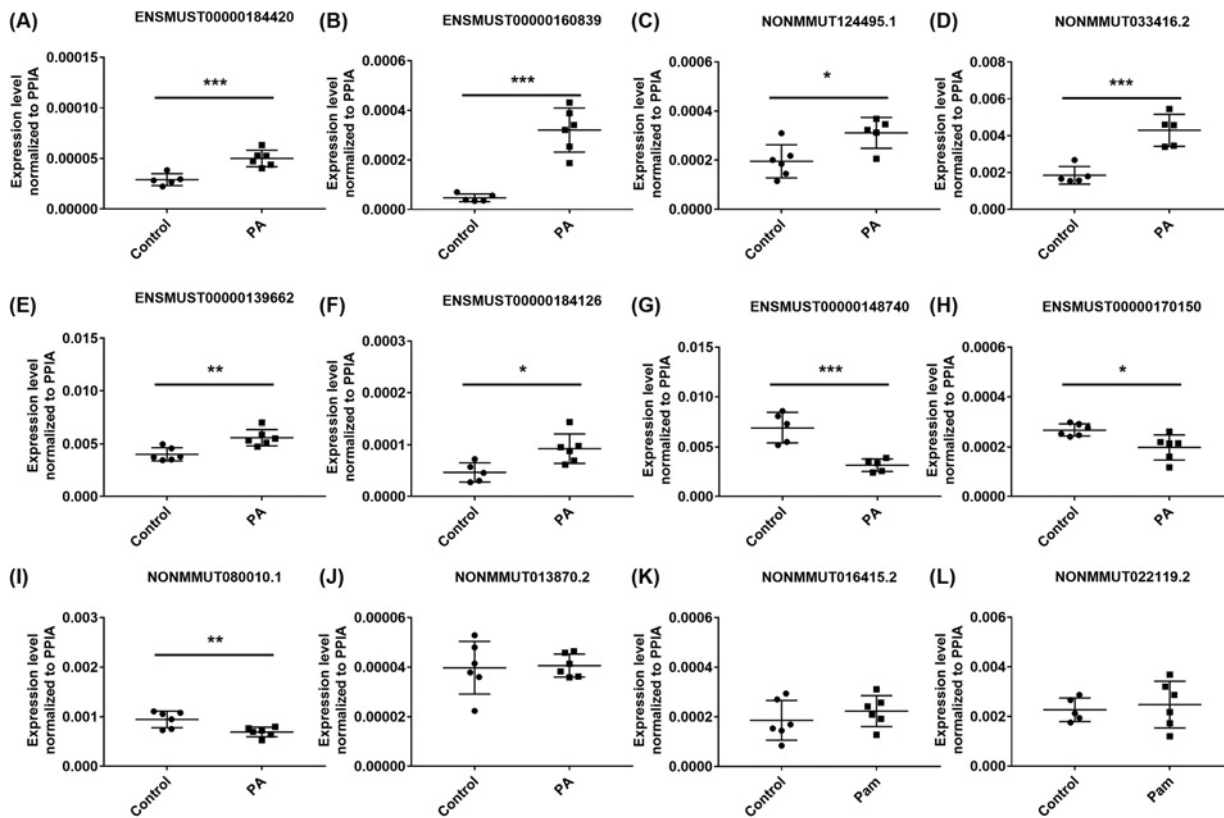 (A)
ENSMUST00000184420
Expression level
normalized to PPIA
0.00015
0.00010
0.00005
0.00000
***
Control
PA
(B)
ENSMUST00000160839
Expression level
normalized to PPIA
0.0006
0.0004
0.0002
0.0000
***
Control
PA
(C)
NONMMUT124495.1
Expression level
normalized to PPIA
0.0006
0.0004
0.0002
0.0000
*
Control
PA
(D)
NONMMUT033416.2
Expression level
normalized to PPIA
0.008
0.006
0.004
0.002
0.000
***
Control
PA
(E)
ENSMUST00000139662
Expression level
normalized to PPIA
0.015
0.010
0.005
0.000
**
Control
PA
(F)
ENSMUST00000184126
Expression level
normalized to PPIA
0.0003
0.0002
0.0001
0.0000
*
Control
PA
(G)
ENSMUST00000148740
Expression level
normalized to PPIA
0.015
0.010
0.005
0.000
***
Control
PA
(H)
ENSMUST00000170150
Expression level
normalized to PPIA
0.0006
0.0004
0.0002
0.0000
*
Control
PA
(I)
NONMMUT080010.1
Expression level
normalized to PPIA
0.003
0.002
0.001
0.000
**
Control
PA
(J)
NONMMUT013870.2
Expression level
normalized to PPIA
0.00006
0.00004
0.00002
0.00000
Control
PA
(K)
NONMMUT016415.2
Expression level
normalized to PPIA
0.0006
0.0004
0.0002
0.0000
Control
Pam
(L)
NONMMUT022119.2
Expression level
normalized to PPIA
0.006
0.004
0.002
0.000
Control
Pam